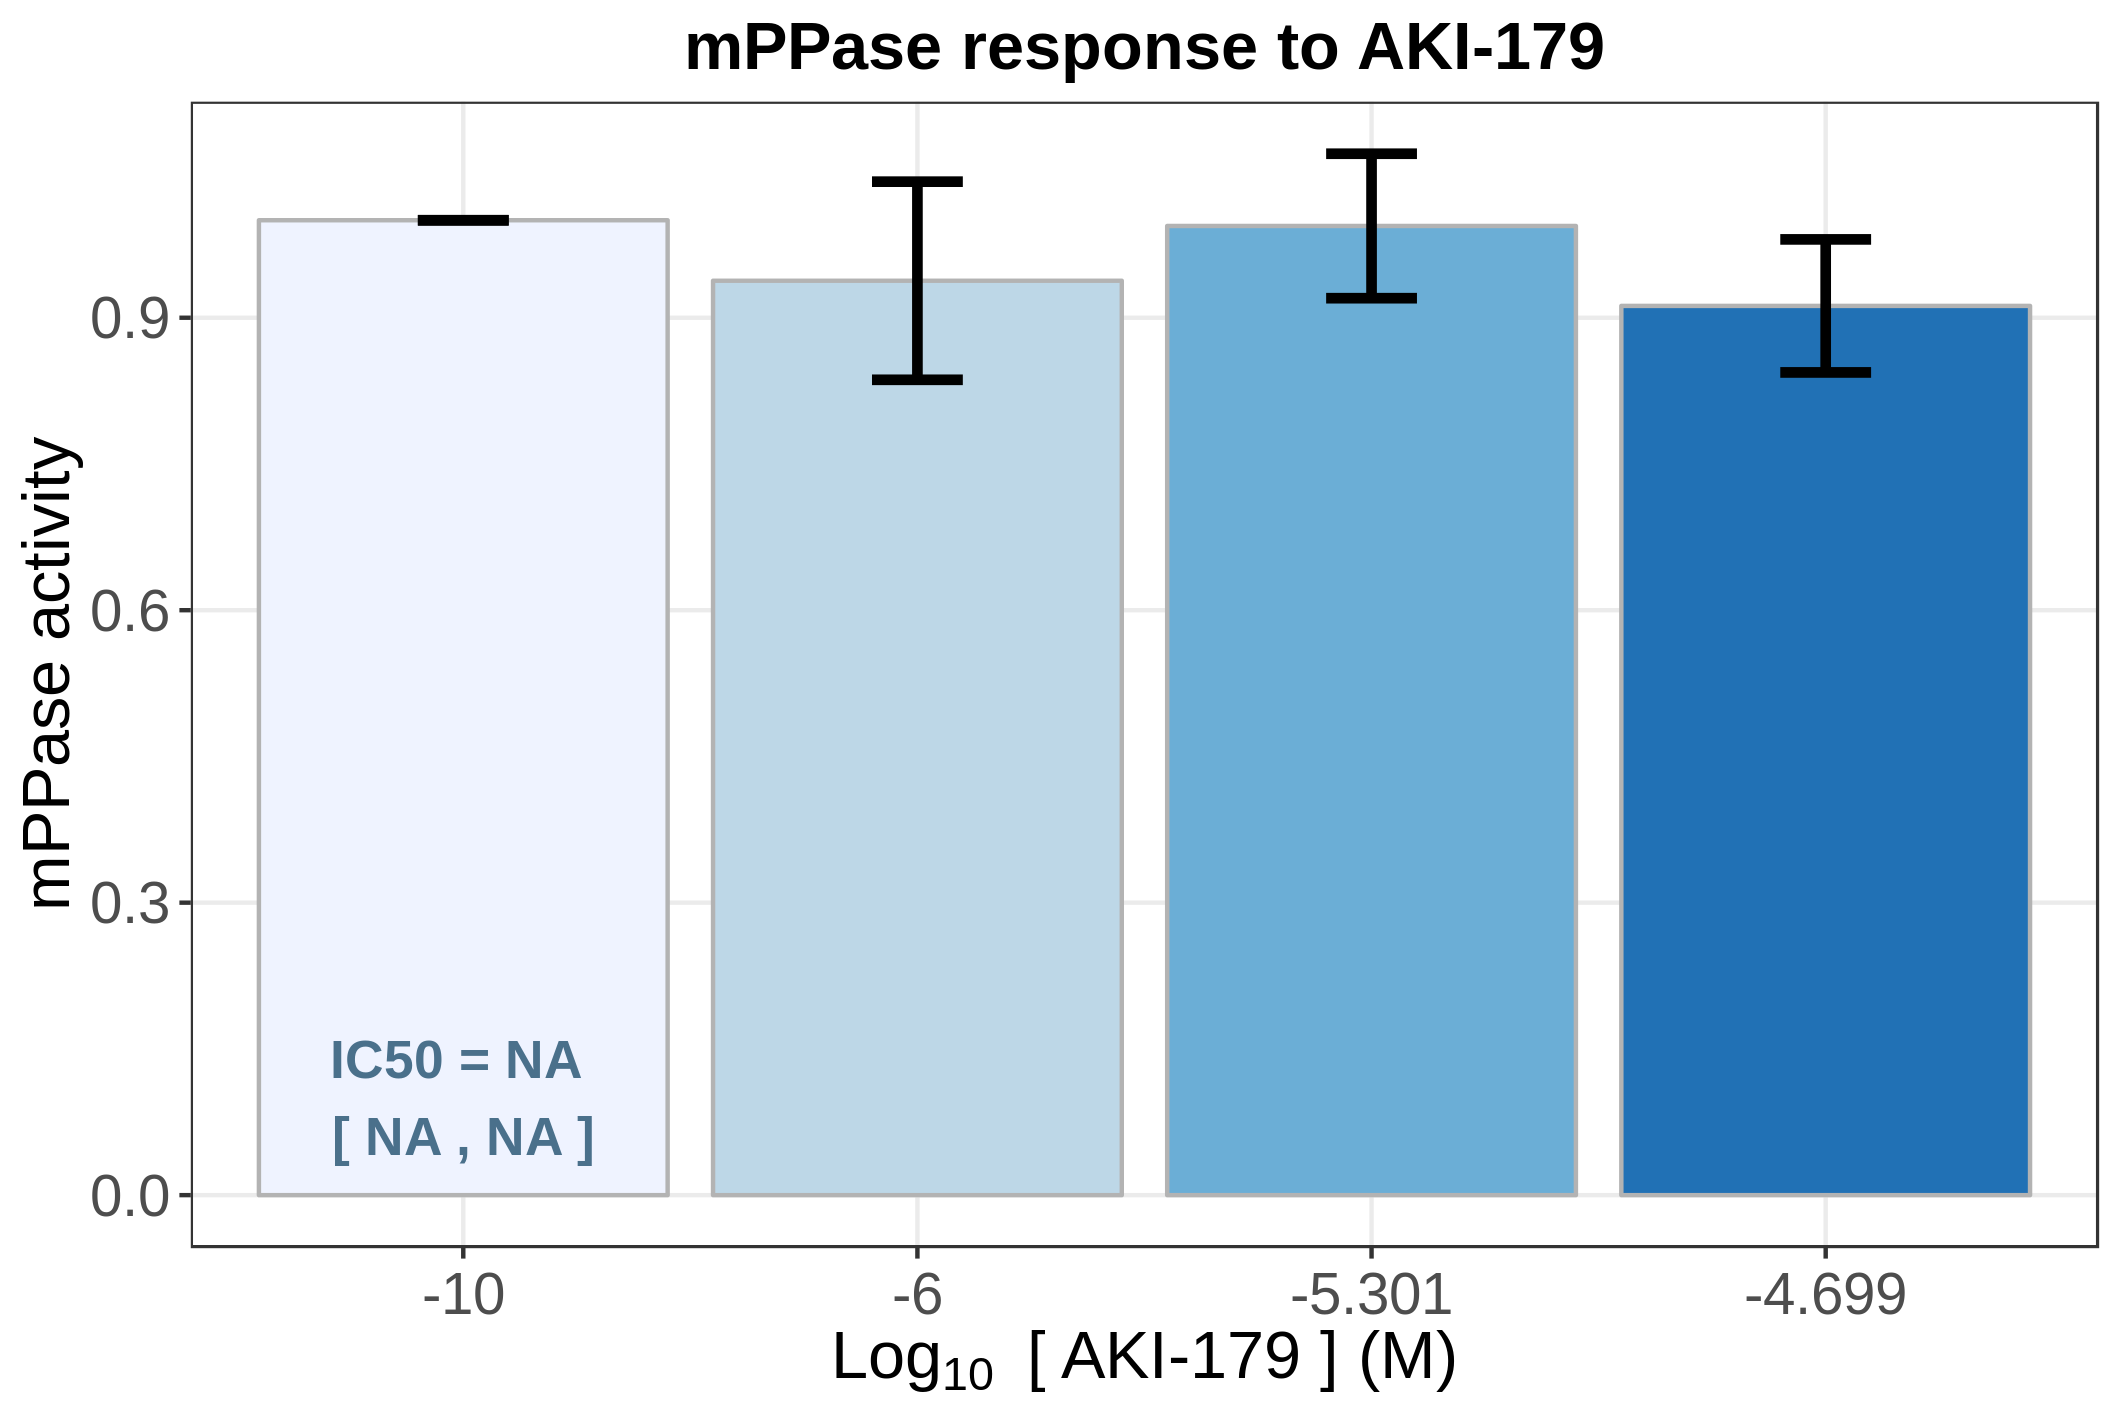 mPPase response to AKI-179
mPPase activity
0.9
0.6
0.3
0.0
IC50 = NA
[ NA , NA ]
-10
-6
-5.301
-4.699
Log₁₀ [ AKI-179 ] (M)